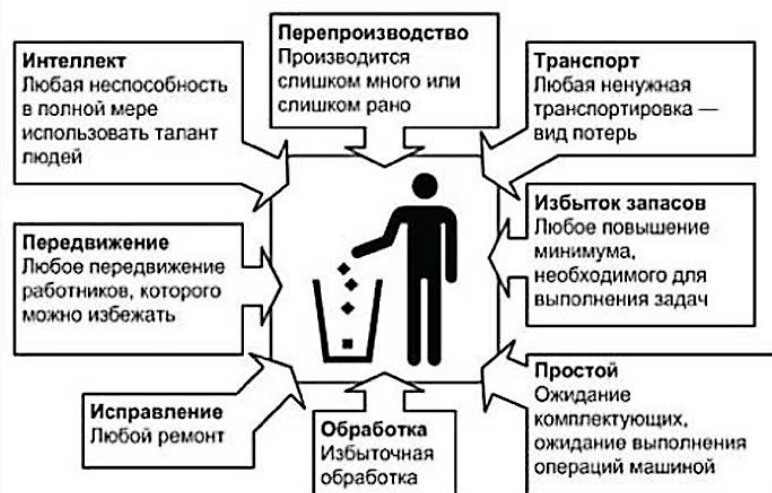 Перепроизводство
Производится
слишком много или
слишком рано
Интеллект
Любая неспособность
в полной мере
использовать талант
людей
Транспорт
Любая ненужная
транспортировка —
вид потерь
Передвижение
Любое передвижение
работников, которого
можно избежать
Избыток запасов
Любое повышение
минимума,
необходимого для
выполнения задач
Исправление
Любой ремонт
Обработка
Избыточная
обработка
Простой
Ожидание
комплектующих,
ожидание выполнения
операций машиной